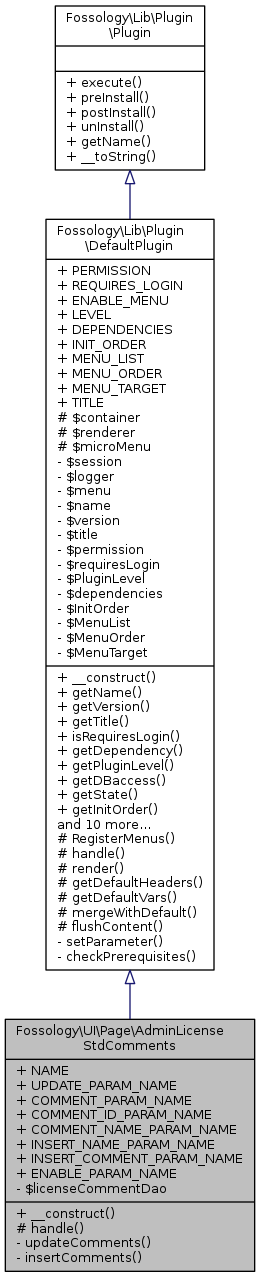 Fossology\Lib\Plugin
\Plugin
+ execute()
+ preInstall()
+ postInstall()
+ unInstall()
+ getName()
+ __toString()
Fossology\Lib\Plugin
\DefaultPlugin
+ PERMISSION
+ REQUIRES_LOGIN
+ ENABLE_MENU
+ LEVEL
+ DEPENDENCIES
+ INIT_ORDER
+ MENU_LIST
+ MENU_ORDER
+ MENU_TARGET
+ TITLE
# $container
# $renderer
# $microMenu
- $session
- $logger
- $menu
- $name
- $version
- $title
- $permission
- $requiresLogin
- $PluginLevel
- $dependencies
- $InitOrder
- $MenuList
- $MenuOrder
- $MenuTarget
+ __construct()
+ getName()
+ getVersion()
+ getTitle()
+ isRequiresLogin()
+ getDependency()
+ getPluginLevel()
+ getDBaccess()
+ getState()
+ getInitOrder()
and 10 more...
# RegisterMenus()
# handle()
# render()
# getDefaultHeaders()
# getDefaultVars()
# mergeWithDefault()
# flushContent()
- setParameter()
- checkPrerequisites()
Fossology\UI\Page\AdminLicense
StdComments
+ NAME
+ UPDATE_PARAM_NAME
+ COMMENT_PARAM_NAME
+ COMMENT_ID_PARAM_NAME
+ COMMENT_NAME_PARAM_NAME
+ INSERT_NAME_PARAM_NAME
+ INSERT_COMMENT_PARAM_NAME
+ ENABLE_PARAM_NAME
- $licenseCommentDao
+ __construct()
# handle()
- updateComments()
- insertComments()